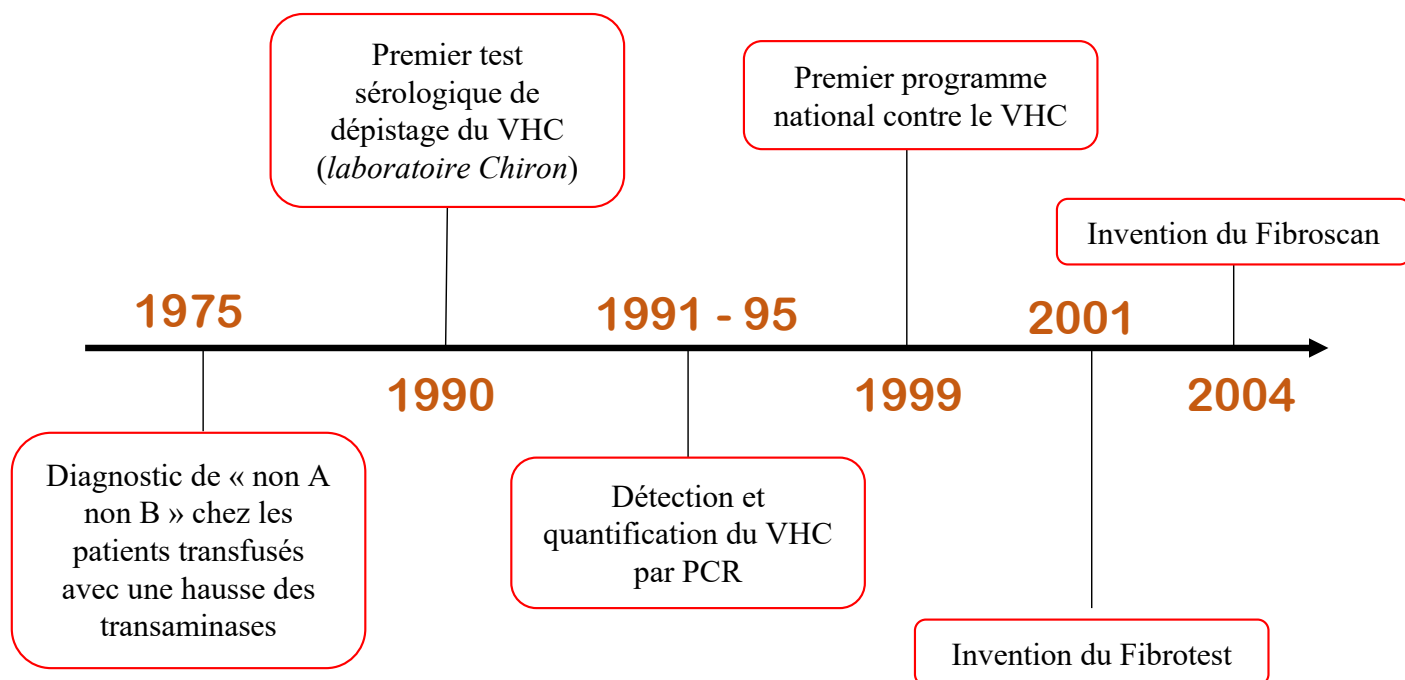 Premier test
sérologique de
dépistage du VHC
(laboratoire Chiron)
Premier programme
national contre le VHC
Invention du Fibroscan
1975
1991 - 95
2001
1990
1999
2004
Diagnostic de « non A
non B » chez les
patients transfusés
avec une hausse des
transaminases
Détection et
quantification du VHC
par PCR
Invention du Fibrotest